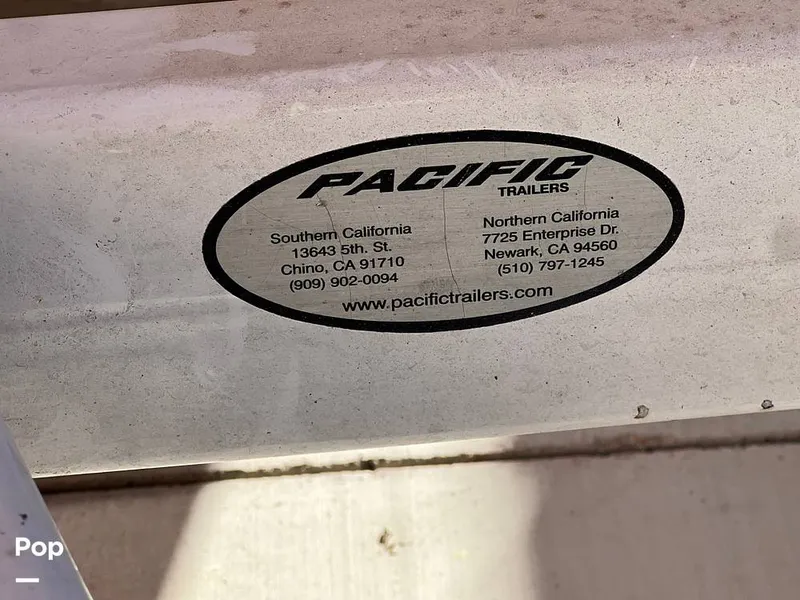 PACIFIC
TRAILERS
Southern California
13643 5th. St.
Chino, CA 91710
(909) 902-0094
Northern California
7725 Enterprise Dr.
Newark, CA 94560
(510) 797-1245
www.pacifictrailers.com
Pop